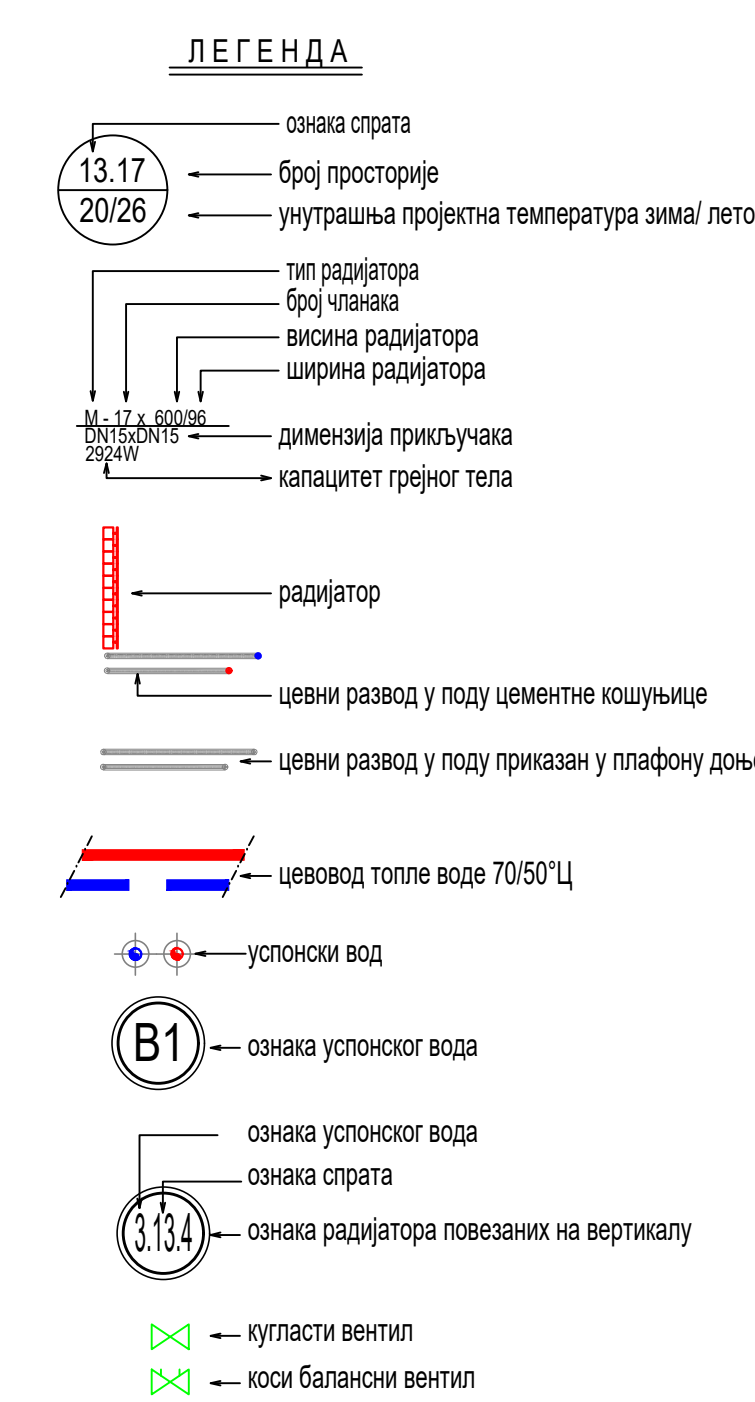 ЛЕГЕНДА
ознака спрата
13.17
број просторије
20/26
унутрашња пројектна температура зима/ лето
тип радијатора
број чланака
висина радијатора
ширина радијатора
M - 17 x 600/96
DN15xDN15
димензија прикључака
2924W
капацитет грејног тела
радијатор
цевни развод у поду цементне кошуњице
цевни развод у поду приказан у плафону
цевовод топле воде 70/50°Ц
успонски вод
В1
ознака успонског вода
ознака успонског вода
ознака спрата
3.13.4
ознака радијатора повезаних на вертикалу
кугласти вентил
коси балансни вентил